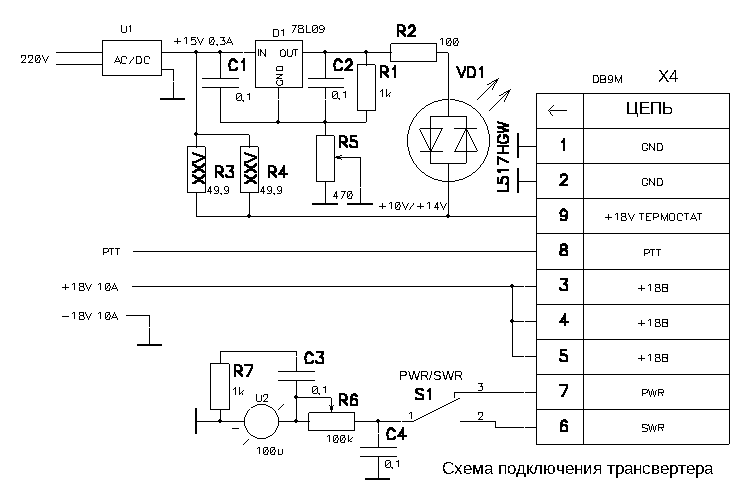 U1
220V
AC/DC
+15V 0,3A
D1 78L09
IN OUT
GND
C1
0,1
C2
0,1
R1
1k
R2
100
VD1
L517HGW
R3
49,9
XXV
R4
49,9
XXV
R5
470
+10V/+14V
DB9M X4
← ЦЕПЬ
1 GND
2 GND
9 +18V ТЕРМОСТАТ
8 PTT
3 +18В
4 +18В
5 +18В
7 PWR
6 SWR
PTT
+18V 10A
-18V 10A
R7
1k
C3
0,1
U2
-
100u
R6
100k
C4
0,1
PWR/SWR
S1
1
3
2
Схема подключения трансвертера